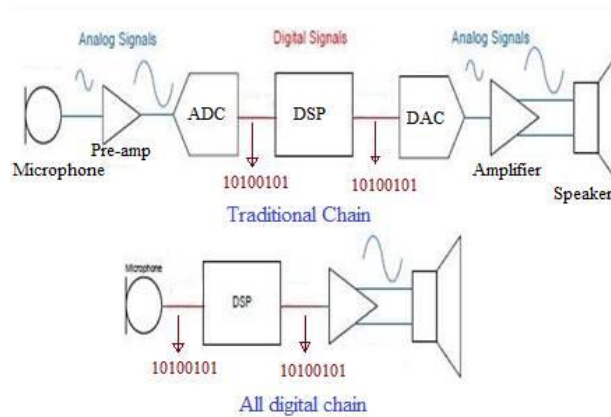 Analog Signals
Digital Signals
Analog Signals
ADC
DSP
DAC
Pre-amp
Microphone
Amplifier
Speaker
10100101
10100101
Traditional Chain
Microphone
DSP
10100101
10100101
All digital chain